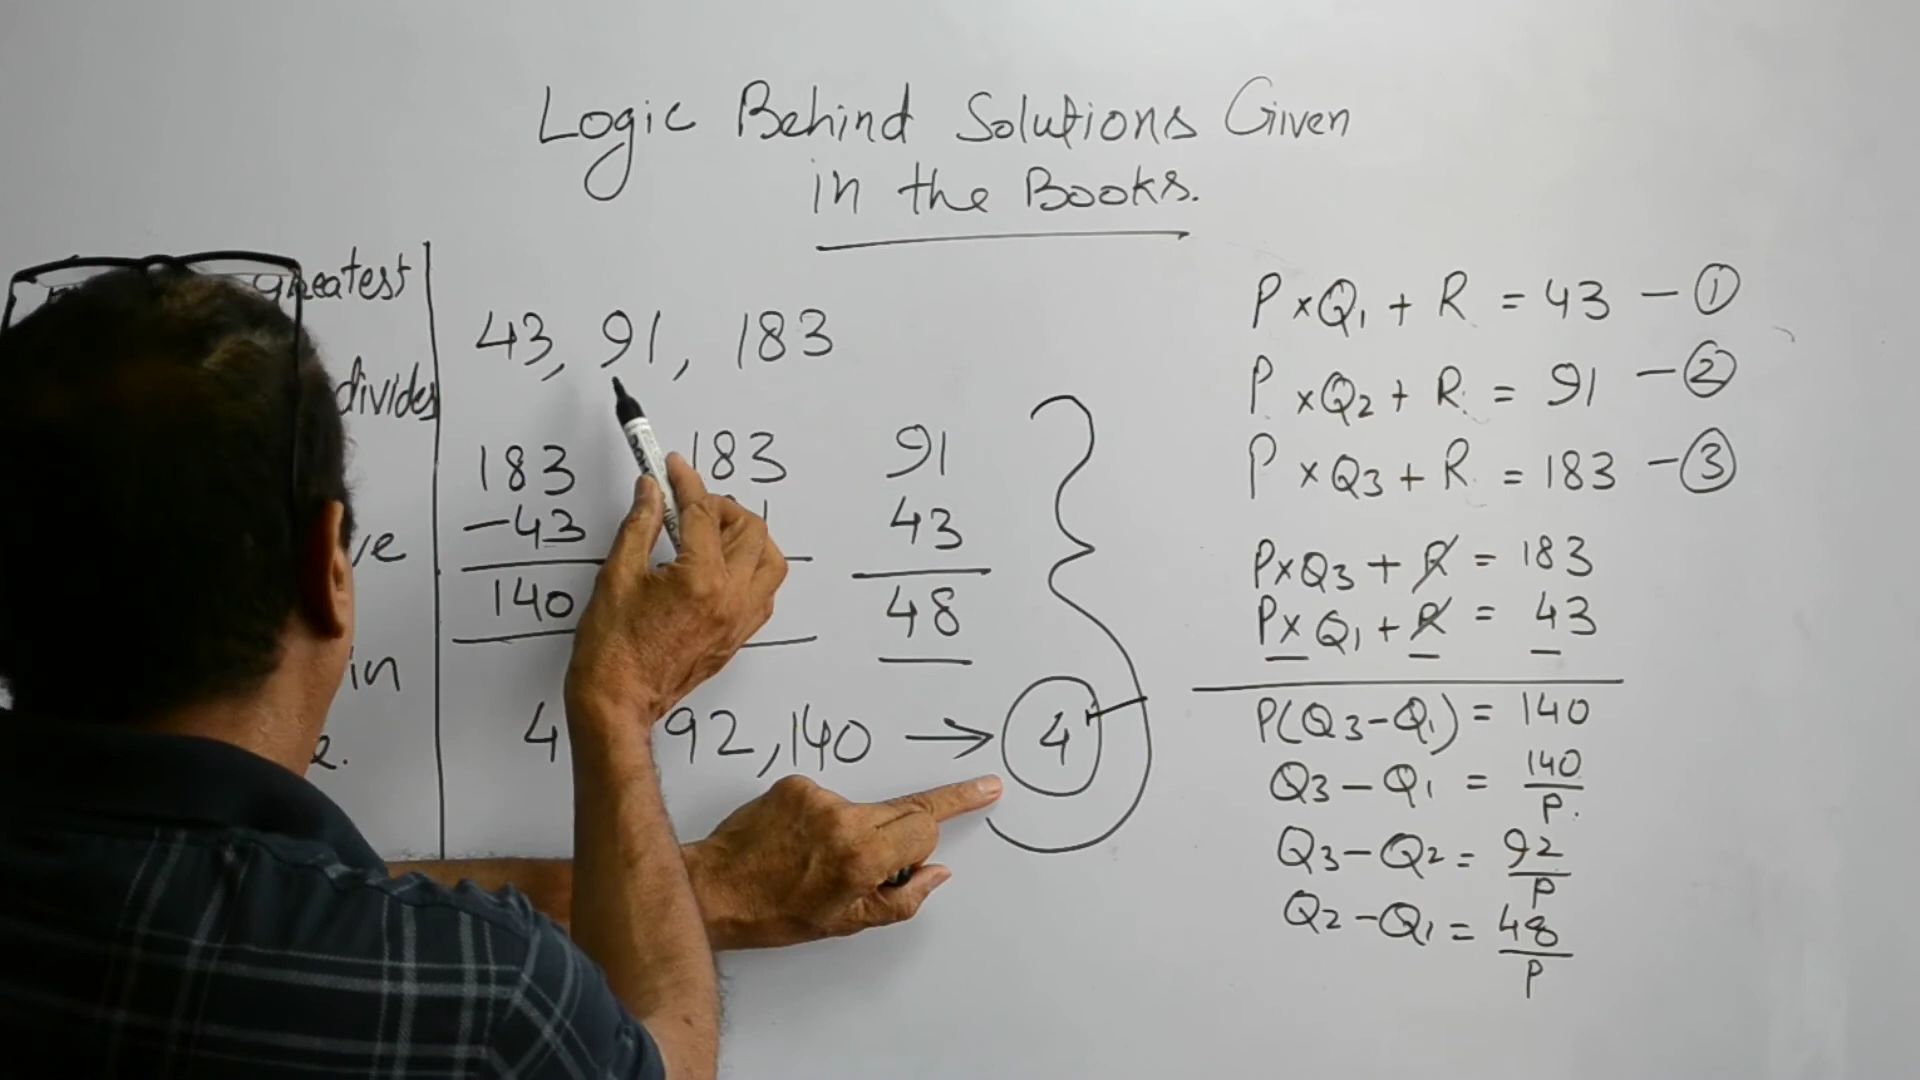 Logic Behind Solutions Given
in the Books.
greatest
divides
in
43, 91, 183
183 183 91
-43 43
140 48
4 92, 140 → 4
P × Q1 + R = 43 - ①
P × Q2 + R = 91 - ②
P × Q3 + R = 183 - ③
P × Q3 + R = 183
P × Q1 + R = 43
P(Q3-Q1) = 140
Q3 - Q1 = 140/P.
Q3 - Q2 = 92/P
Q2 - Q1 = 48/P